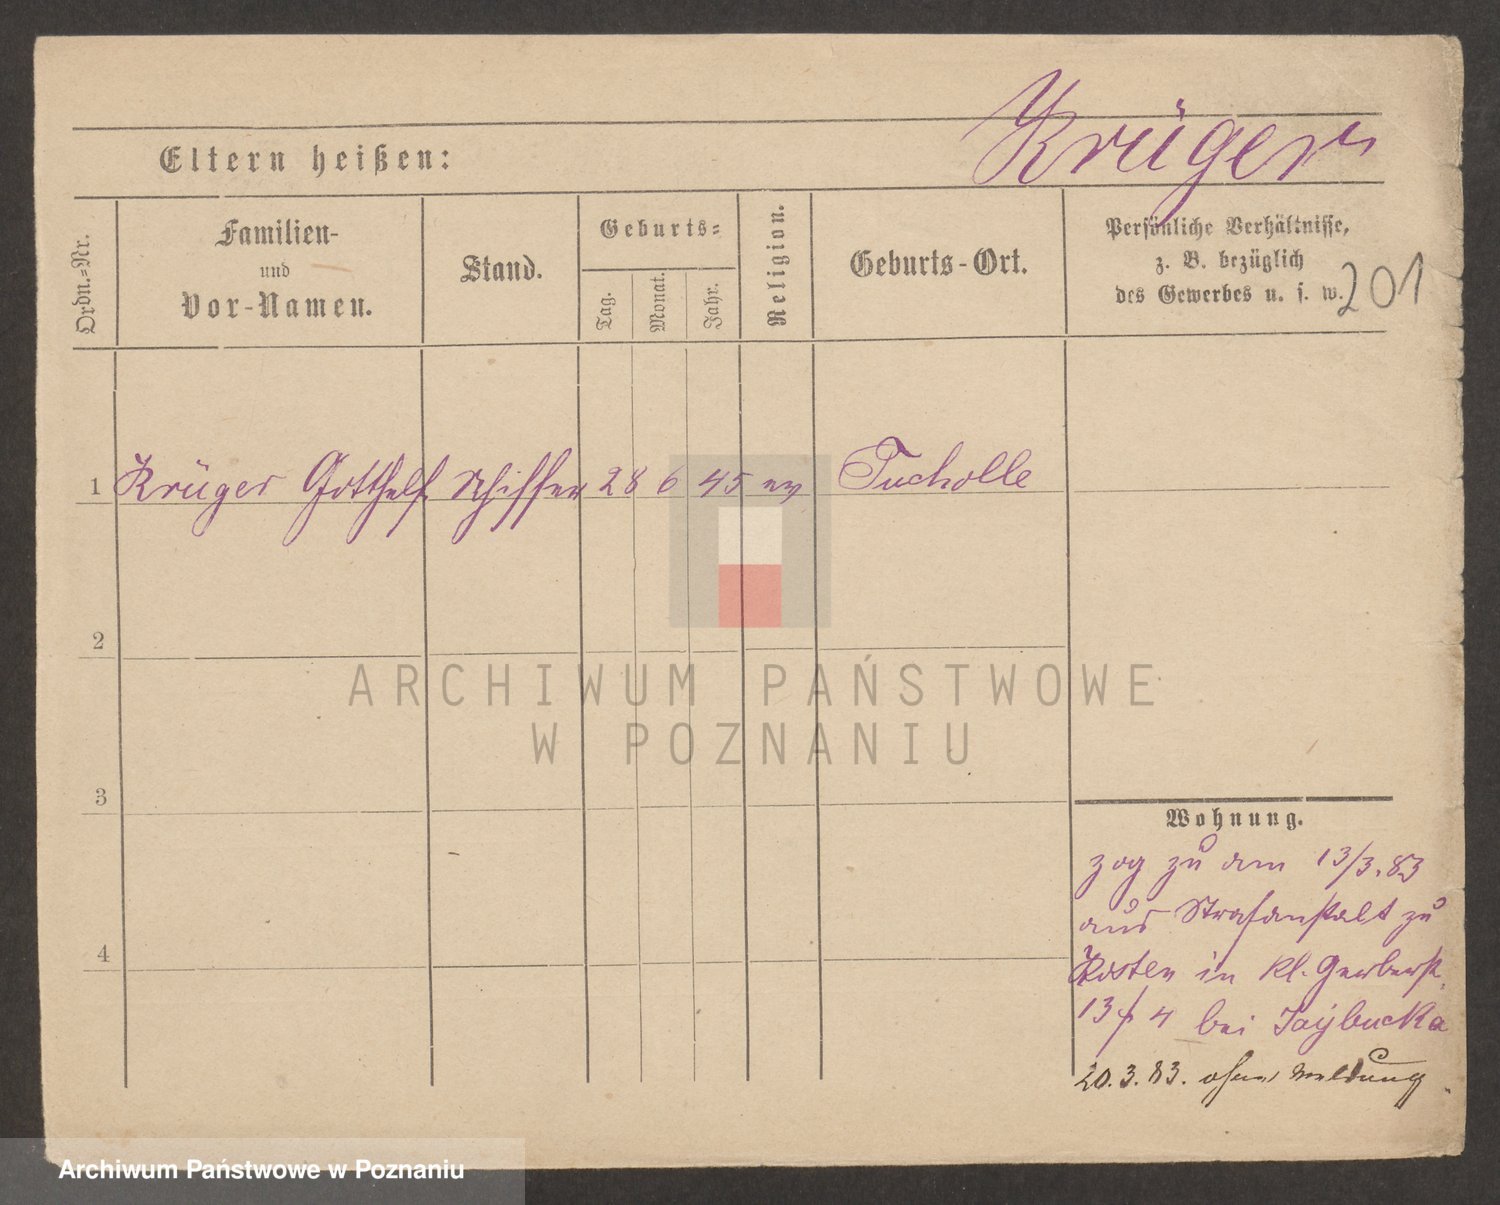 Krüger
Eltern heißen:
Ordn.=Nr.
Familien-
und
Vor-Namen.
Stand.
Geburts=
Tag.
Monat.
Jahr.
Religion.
Geburts-Ort.
Persönliche Verhältnisse,
z. B. bezüglich
des Gewerbes u. s. w.
201
1 Krüger Gotthelf Schiffer 28 6 45 ev Tucholle
2
3
4
Wohnung.
zog zu am 13/3.83
aus Strafanstalt zu
Kosten in kl. Gerberst.
13/4 bei
20.3.83. ohne Meldung
ARCHIWUM PAŃSTWOWE
W POZNANIU
Archiwum Państwowe w Poznaniu